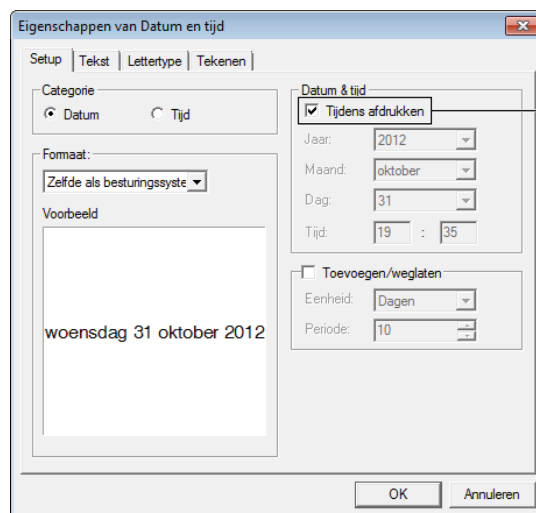 Eigenschappen van Datum en tijd
Setup Tekst Lettertype Tekenen
Categorie
Datum Tijd
Formaat:
Zelfde als besturingssyste
Voorbeeld
woensdag 31 oktober 2012
Datum & tijd
Tijdens afdrukken
Jaar: 2012
Maand: oktober
Dag: 31
Tijd: 19 : 35
Toevoegen/weglaten
Eenheid: Dagen
Periode: 10
OK Annuleren